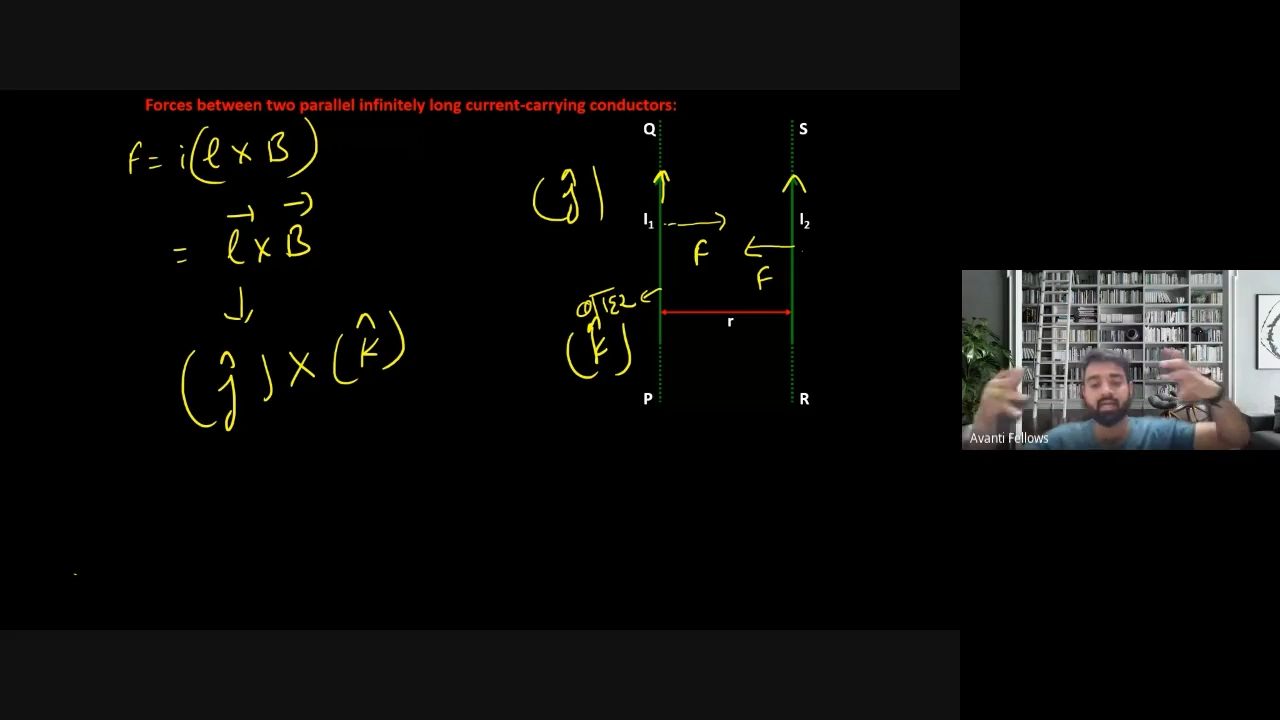 Forces between two parallel infinitely long current-carrying conductors:
F = i(l × B)
= l⃗ × B⃗
(ĵ) × (k̂)
Q S
(ĵ)
I₁ I₂
F
F
(k̂)
r
P R
Avanti Fellows